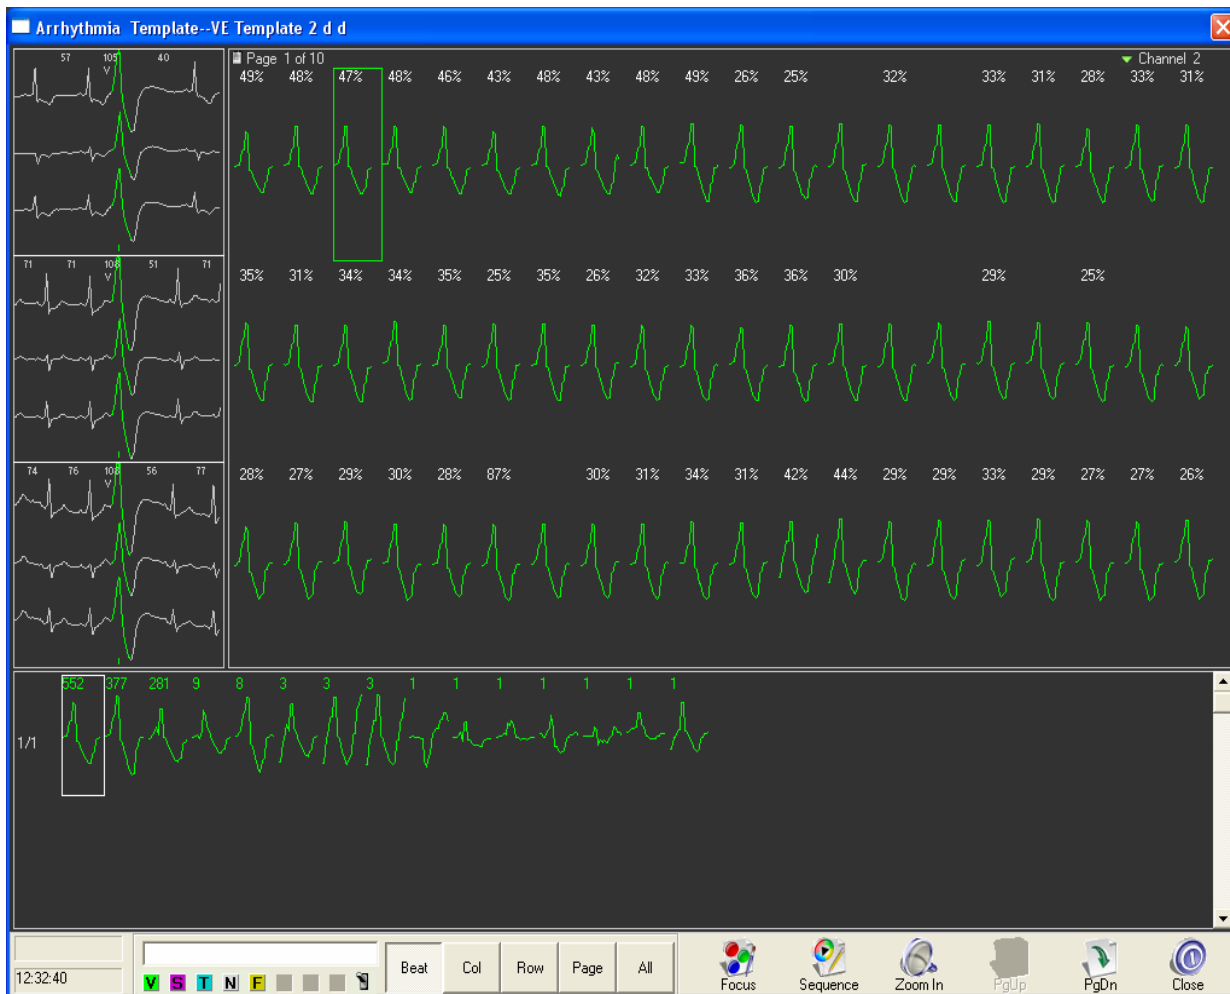 Arrhythmia Template--VE Template 2 d d
57 105 40
V
Page 1 of 10 Channel 2
49% 48% 47% 48% 46% 43% 48% 43% 48% 49% 26% 25% 32% 33% 31% 28% 33% 31%
71 71 108 51 71
V
35% 31% 34% 34% 35% 25% 35% 26% 32% 33% 36% 36% 30% 29% 25%
74 76 108 56 77
V
28% 27% 29% 30% 28% 87% 30% 31% 34% 31% 42% 44% 29% 29% 33% 29% 27% 27% 26%
552 377 281 9 8 3 3 3 1 1 1 1 1 1 1
1/1
12:32:40
V S T N F
Beat Col Row Page All
Focus Sequence Zoom In PgUp PgDn Close